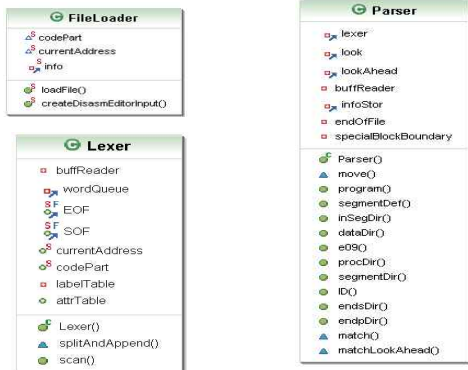 FileLoader
codePart
currentAddress
info
loadFile()
createDisasmEditorInput()
Lexer
buffReader
wordQueue
EOF
SOF
currentAddress
codePart
labelTable
attrTable
Lexer()
splitAndAppend()
scan()
Parser
lexer
look
lookAhead
buffReader
infoStor
endOfFile
specialBlockBoundary
Parser()
move()
program()
segmentDef()
inSegDir()
dataDir()
e09()
procDir()
segmentDir()
ID()
endsDir()
endpDir()
match()
matchLookAhead()